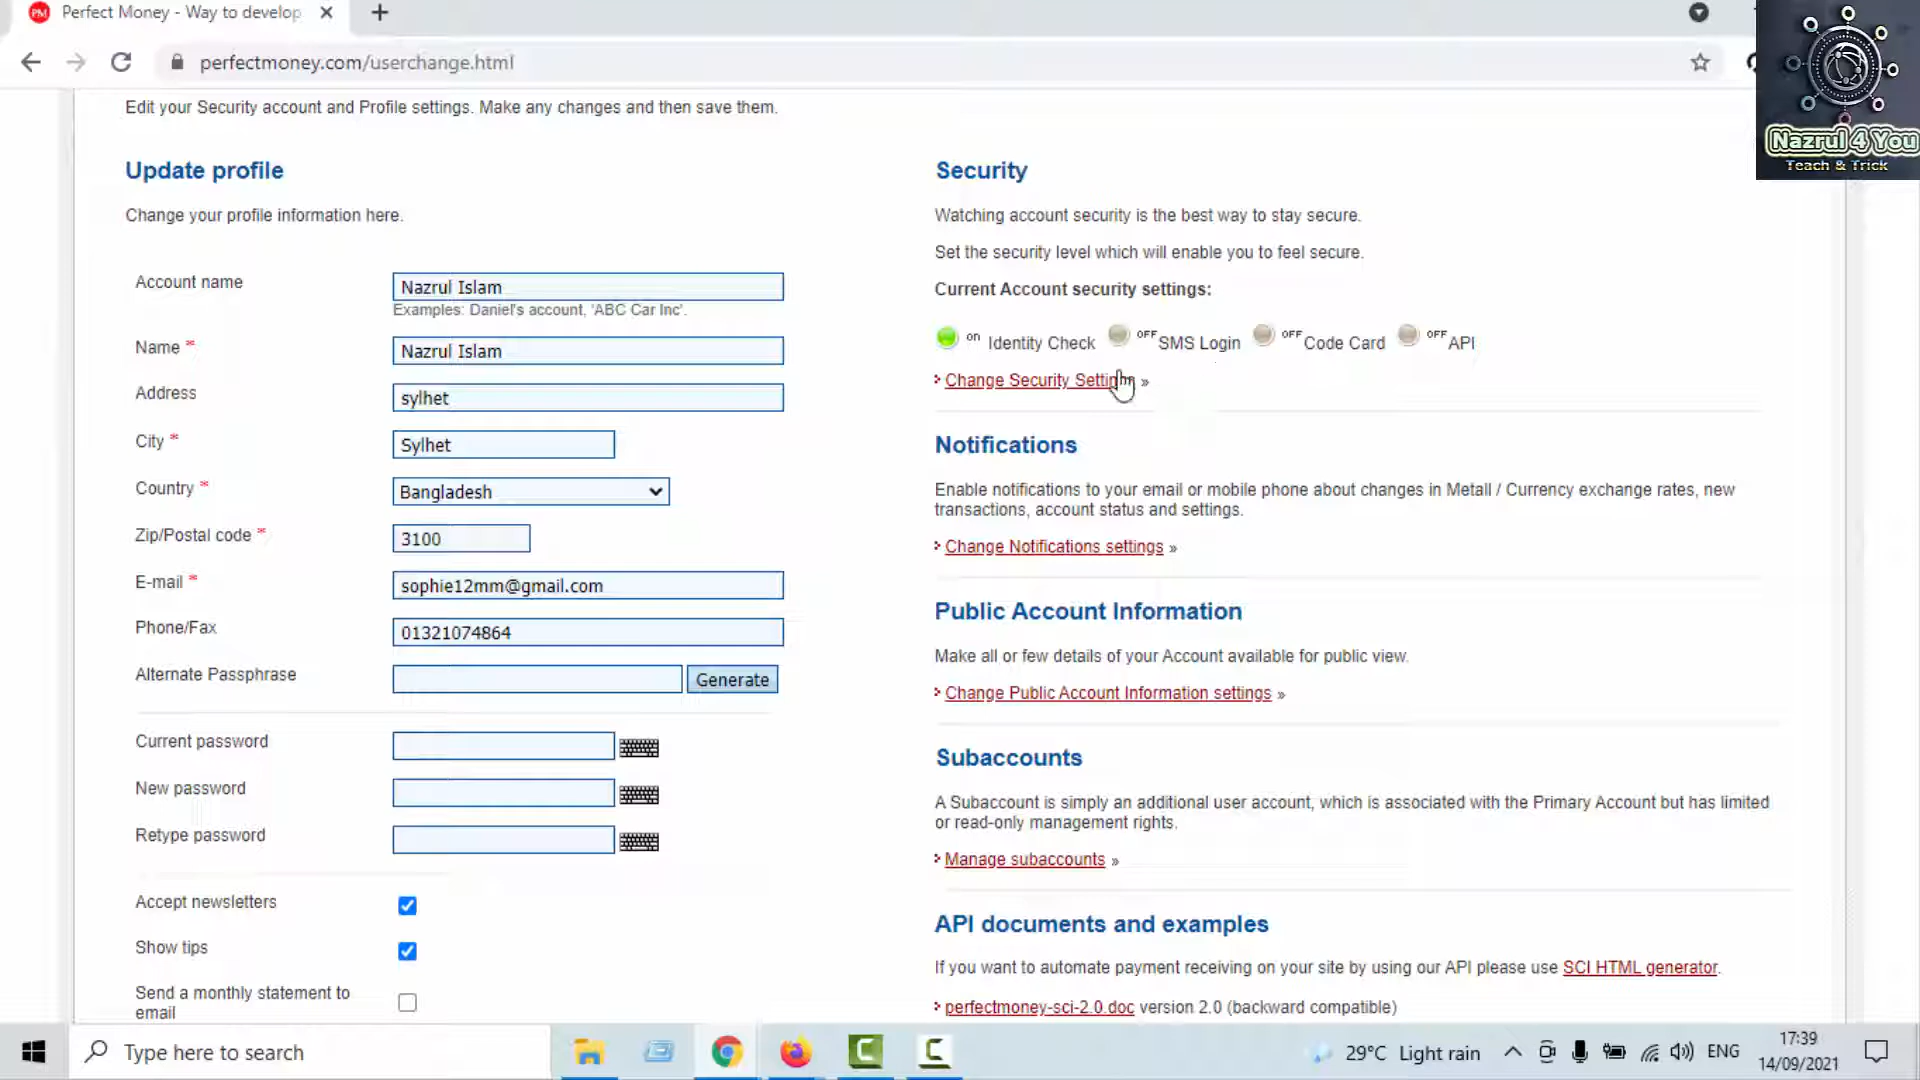 Perfect Money - Way to develop
perfectmoney.com/userchange.html
Nazrul 4 You
Teach & Trick
Edit your Security account and Profile settings. Make any changes and then save them.
Update profile
Change your profile information here.
Account name
Nazrul Islam
Examples: Daniel's account, 'ABC Car Inc'.
Name *
Nazrul Islam
Address
sylhet
City *
Sylhet
Country *
Bangladesh
Zip/Postal code *
3100
E-mail *
sophie12mm@gmail.com
Phone/Fax
01321074864
Alternate Passphrase
Generate
Current password
New password
Retype password
Accept newsletters
Show tips
Send a monthly statement to
email
Security
Watching account security is the best way to stay secure.
Set the security level which will enable you to feel secure.
Current Account security settings:
on Identity Check OFF SMS Login OFF Code Card OFF API
Change Security »
Notifications
Enable notifications to your email or mobile phone about changes in Metall / Currency exchange rates, new
transactions, account status and settings.
Change Notifications settings »
Public Account Information
Make all or few details of your Account available for public view.
Change Public Account Information settings »
Subaccounts
A Subaccount is simply an additional user account, which is associated with the Primary Account but has limited
or read-only management rights.
Manage subaccounts »
API documents and examples
If you want to automate payment receiving on your site by using our API please use SCI HTML generator.
perfectmoney-sci-2.0.doc version 2.0 (backward compatible)
Type here to search
29°C Light rain
ENG
17:39
14/09/2021